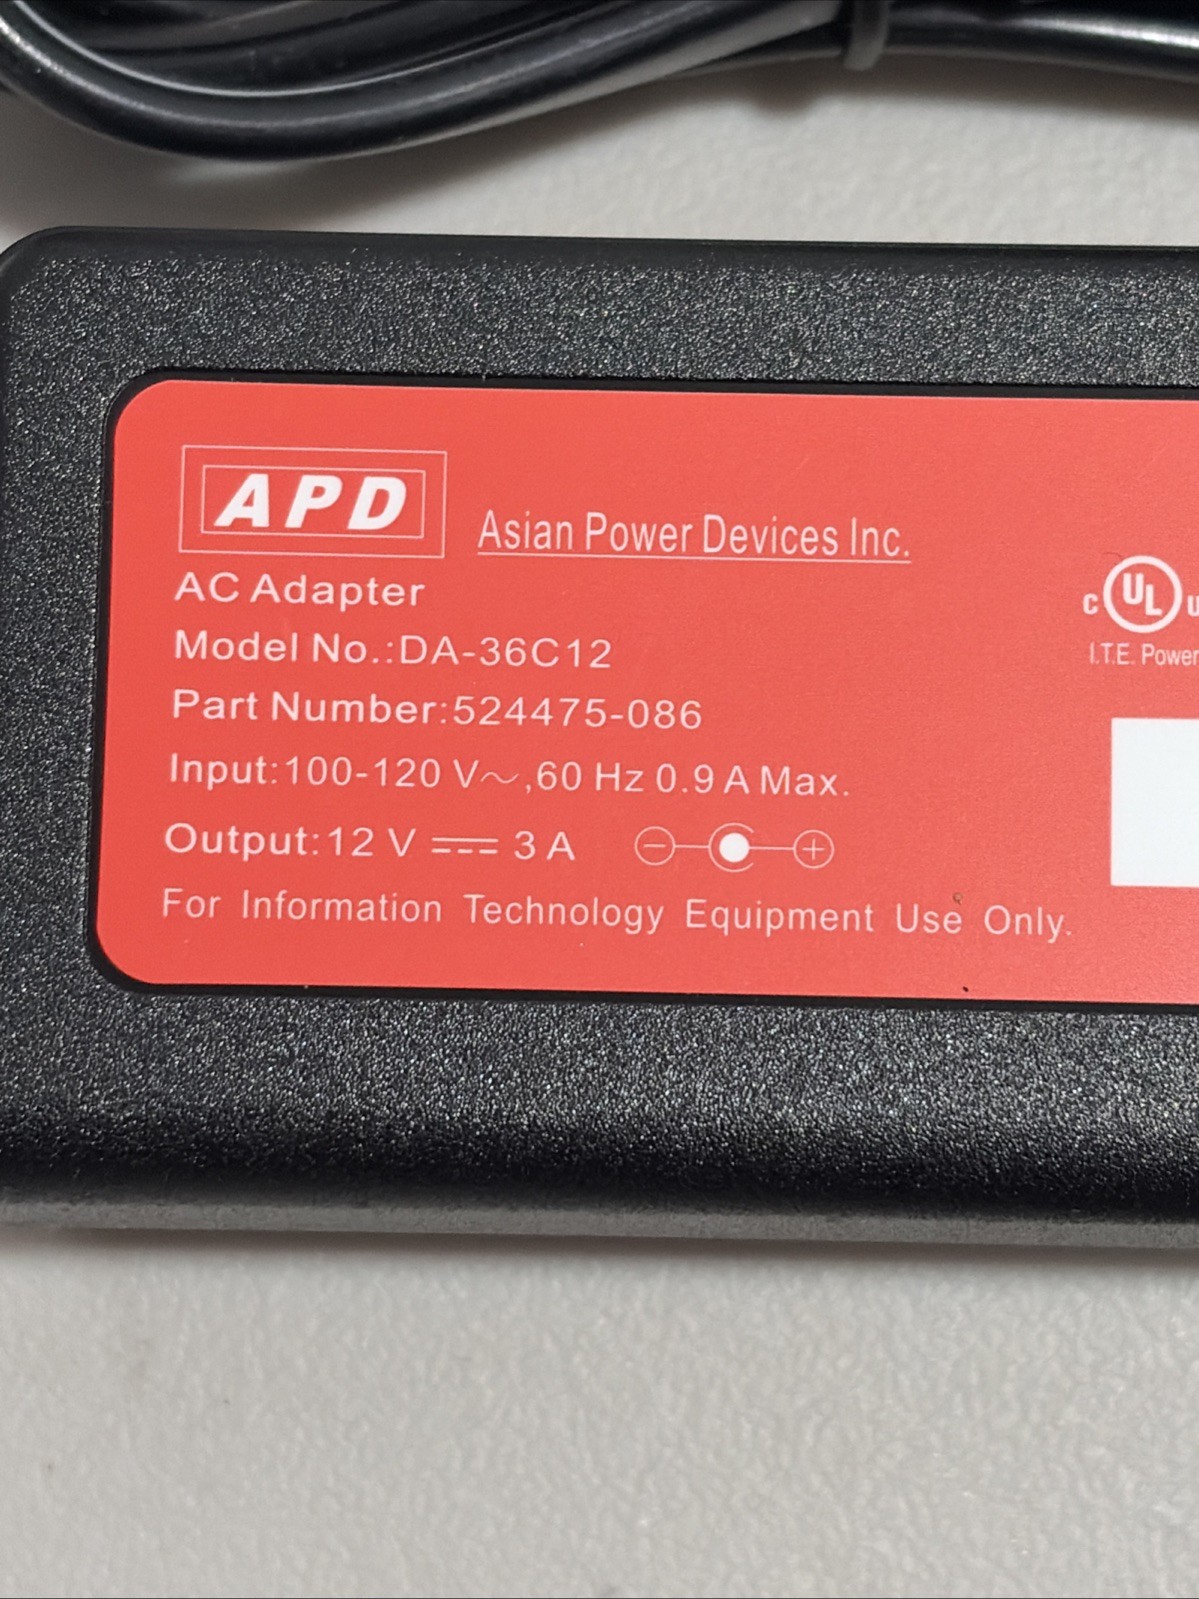 APD
Asian Power Devices Inc.
AC Adapter
Model No.:DA-36C12
Part Number:524475-086
Input:100-120 V～,60 Hz 0.9 A Max.
Output:12 V ⎓ 3 A
For Information Technology Equipment Use Only.
C UL U
I.T.E. Power